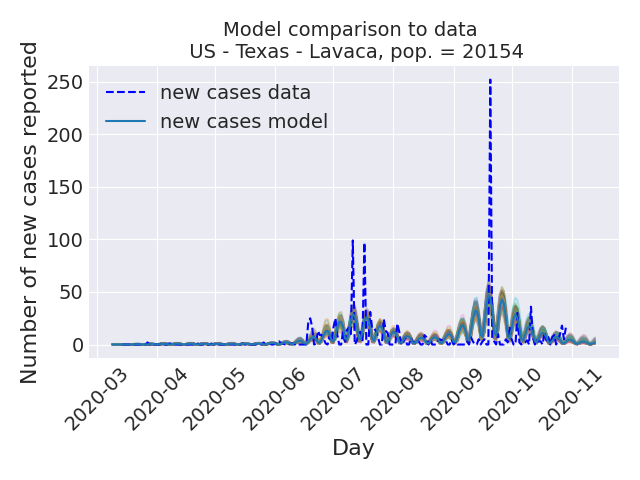 Model comparison to data
US - Texas - Lavaca, pop. = 20154
new cases data
new cases model
Number of new cases reported
250
200
150
100
50
0
2020-03
2020-04
2020-05
2020-06
2020-07
2020-08
2020-09
2020-10
2020-11
Day